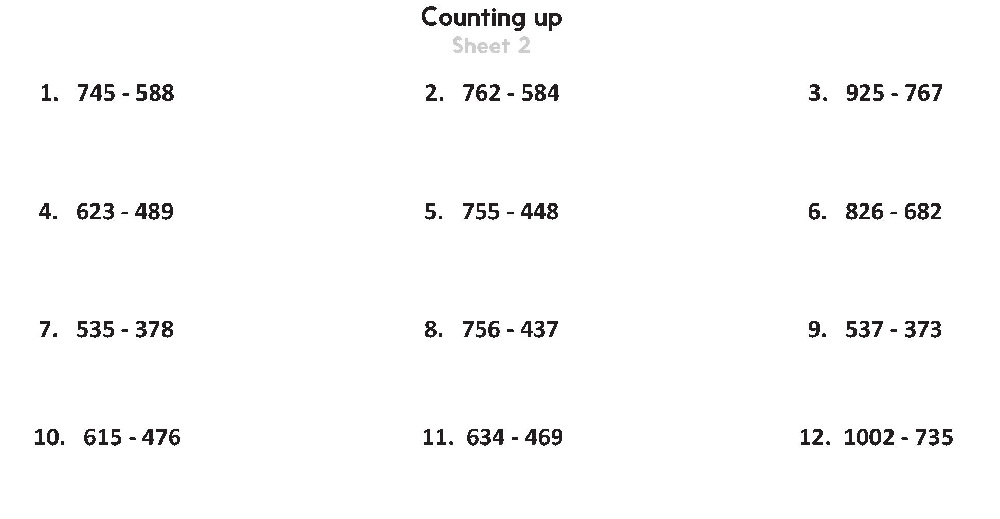 Counting up
Sheet 2
1. 745 - 588
2. 762 - 584
3. 925 - 767
4. 623 - 489
5. 755 - 448
6. 826 - 682
7. 535 - 378
8. 756 - 437
9. 537 - 373
10. 615 - 476
11. 634 - 469
12. 1002 - 735